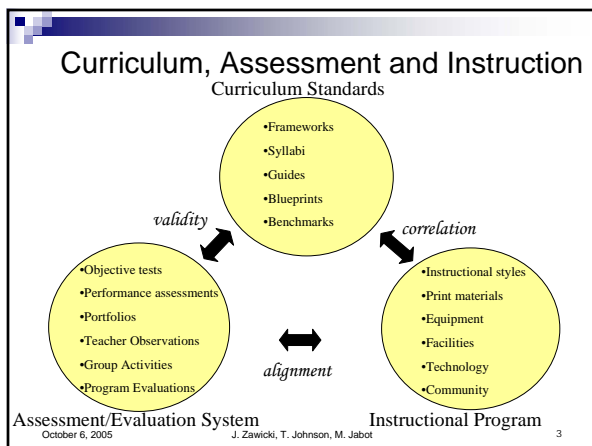 Curriculum, Assessment and Instruction
Curriculum Standards
•Frameworks
•Syllabi
•Guides
•Blueprints
•Benchmarks
validity
correlation
•Objective tests
•Performance assessments
•Portfolios
•Teacher Observations
•Group Activities
•Program Evaluations
•Instructional styles
•Print materials
•Equipment
•Facilities
•Technology
•Community
alignment
Assessment/Evaluation System
Instructional Program
October 6, 2005
J. Zawicki, T. Johnson, M. Jabot
3